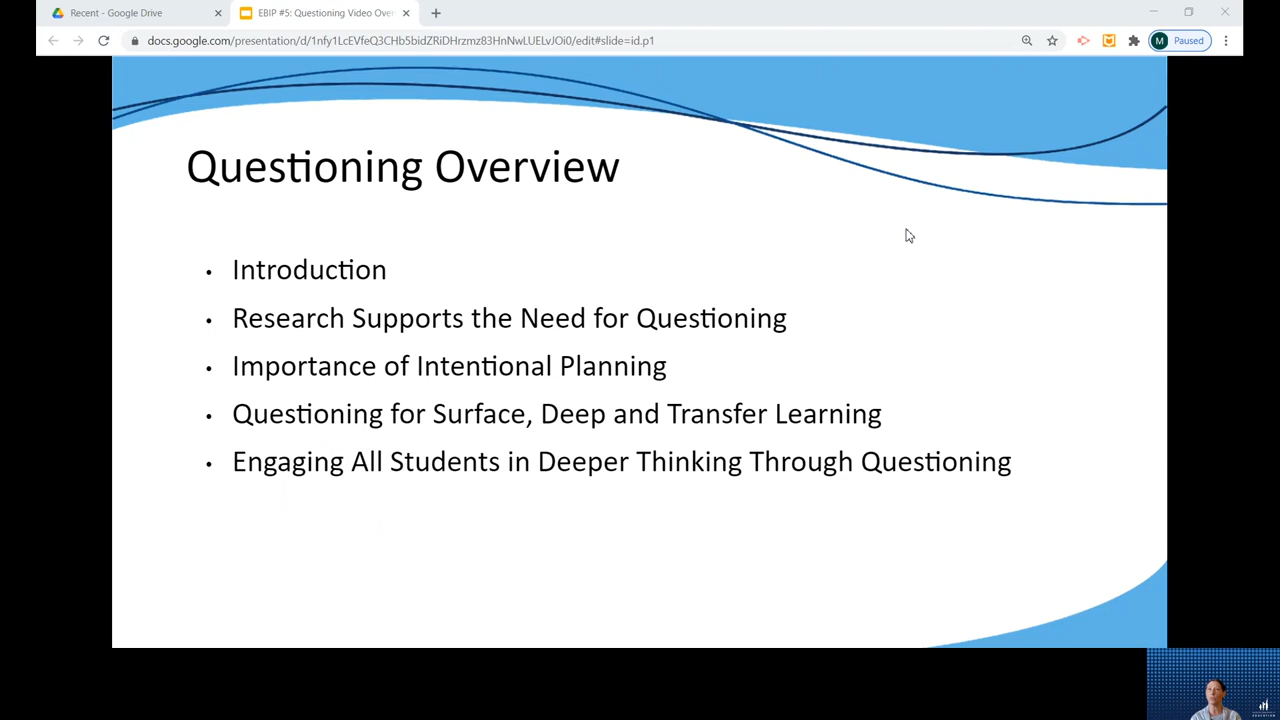 Recent - Google Drive
EBIP #5: Questioning Video Over
docs.google.com/presentation/d/1nfy1LcEVfeQ3CHb5bidZRiDHrzmz83HnNwLUELvJOi0/edit#slide=id.p1
M Paused
Questioning Overview
• Introduction
• Research Supports the Need for Questioning
• Importance of Intentional Planning
• Questioning for Surface, Deep and Transfer Learning
• Engaging All Students in Deeper Thinking Through Questioning
EDUCATION